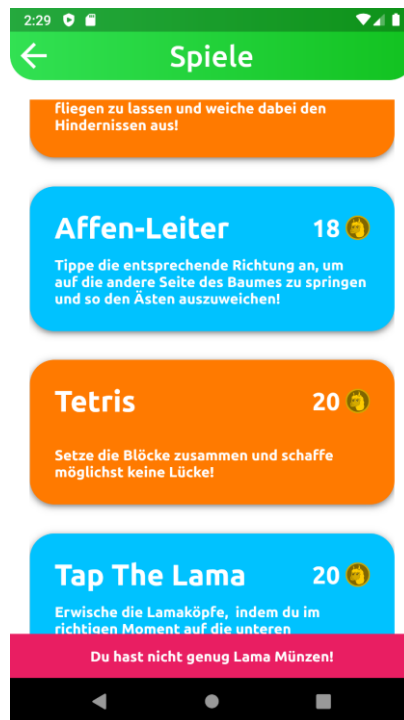 2:29
Spiele
fliegen zu lassen und weiche dabei den
Hindernissen aus!
Affen-Leiter 18
Tippe die entsprechende Richtung an, um
auf die andere Seite des Baumes zu springen
und so den Ästen auszuweichen!
Tetris 20
Setze die Blöcke zusammen und schaffe
möglichst keine Lücke!
Tap The Lama 20
Erwische die Lamaköpfe, indem du im
richtigen Moment auf die unteren
Du hast nicht genug Lama Münzen!